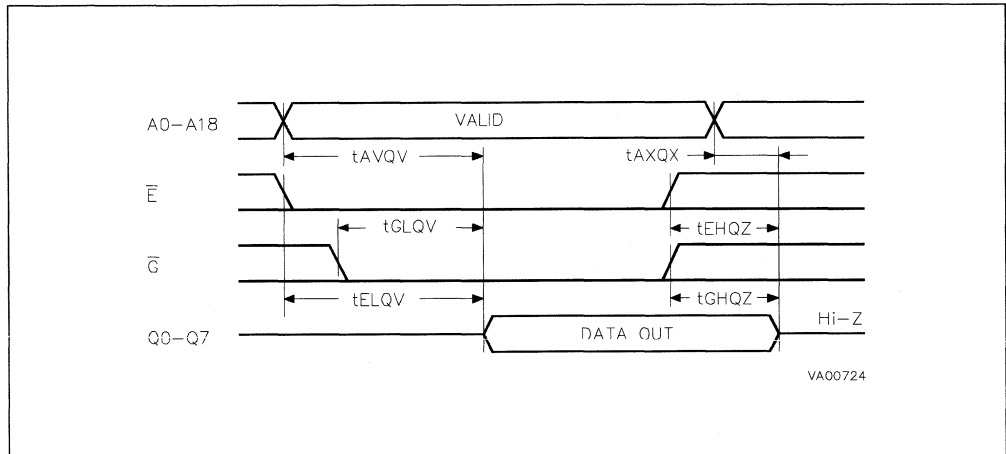 A0-A18
VALID
tAVQV
tAXQX
E̅
tGLQV
tEHQZ
G̅
tELQV
tGHQZ
Q0-Q7
DATA OUT
Hi-Z
VA00724